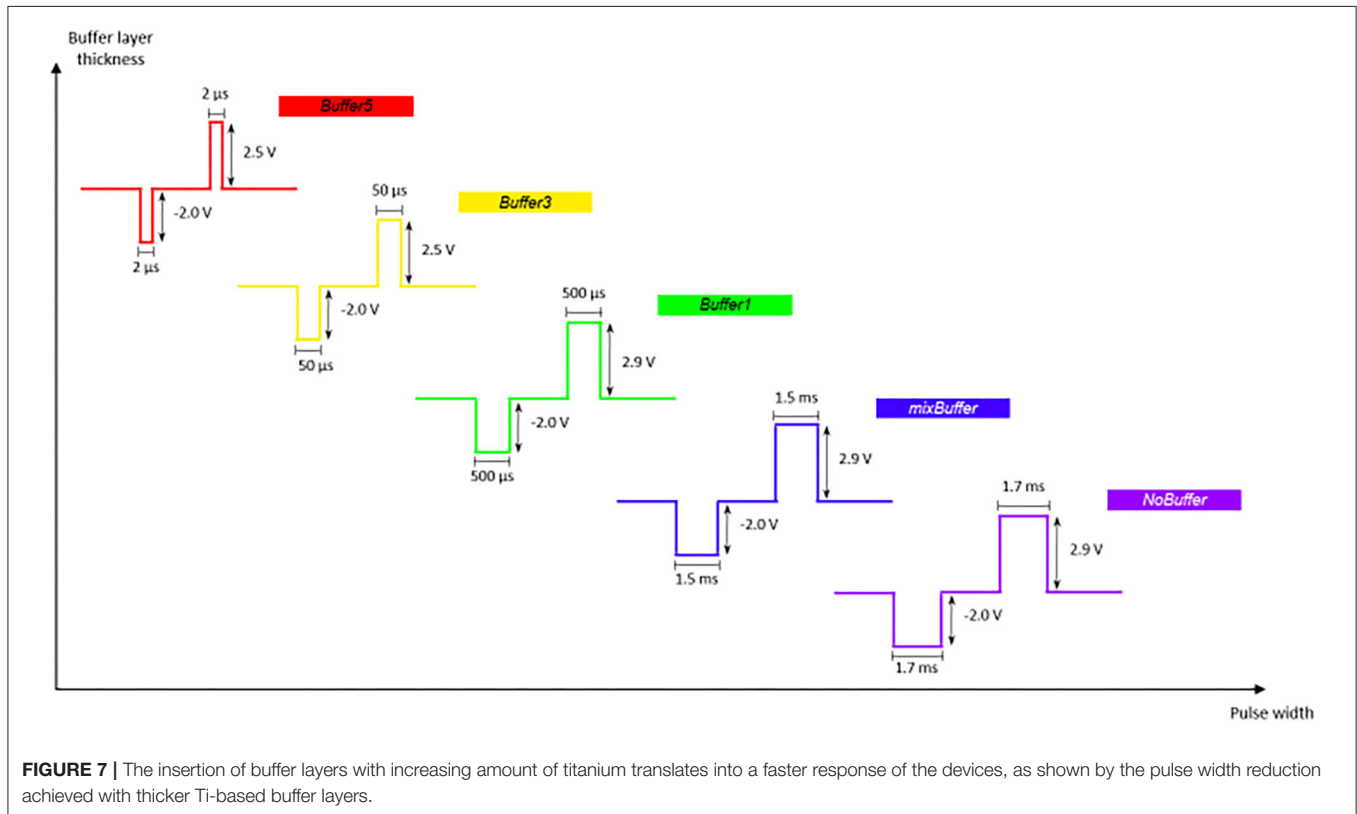 Buffer layer
thickness
2 µs
Buffer5
2.5 V
-2.0 V
2 µs
50 µs
Buffer3
2.5 V
-2.0 V
50 µs
500 µs
Buffer1
2.9 V
-2.0 V
500 µs
1.5 ms
mixBuffer
2.9 V
-2.0 V
1.5 ms
1.7 ms
NoBuffer
2.9 V
-2.0 V
1.7 ms
Pulse width
FIGURE 7 | The insertion of buffer layers with increasing amount of titanium translates into a faster response of the devices, as shown by the pulse width reduction
achieved with thicker Ti-based buffer layers.